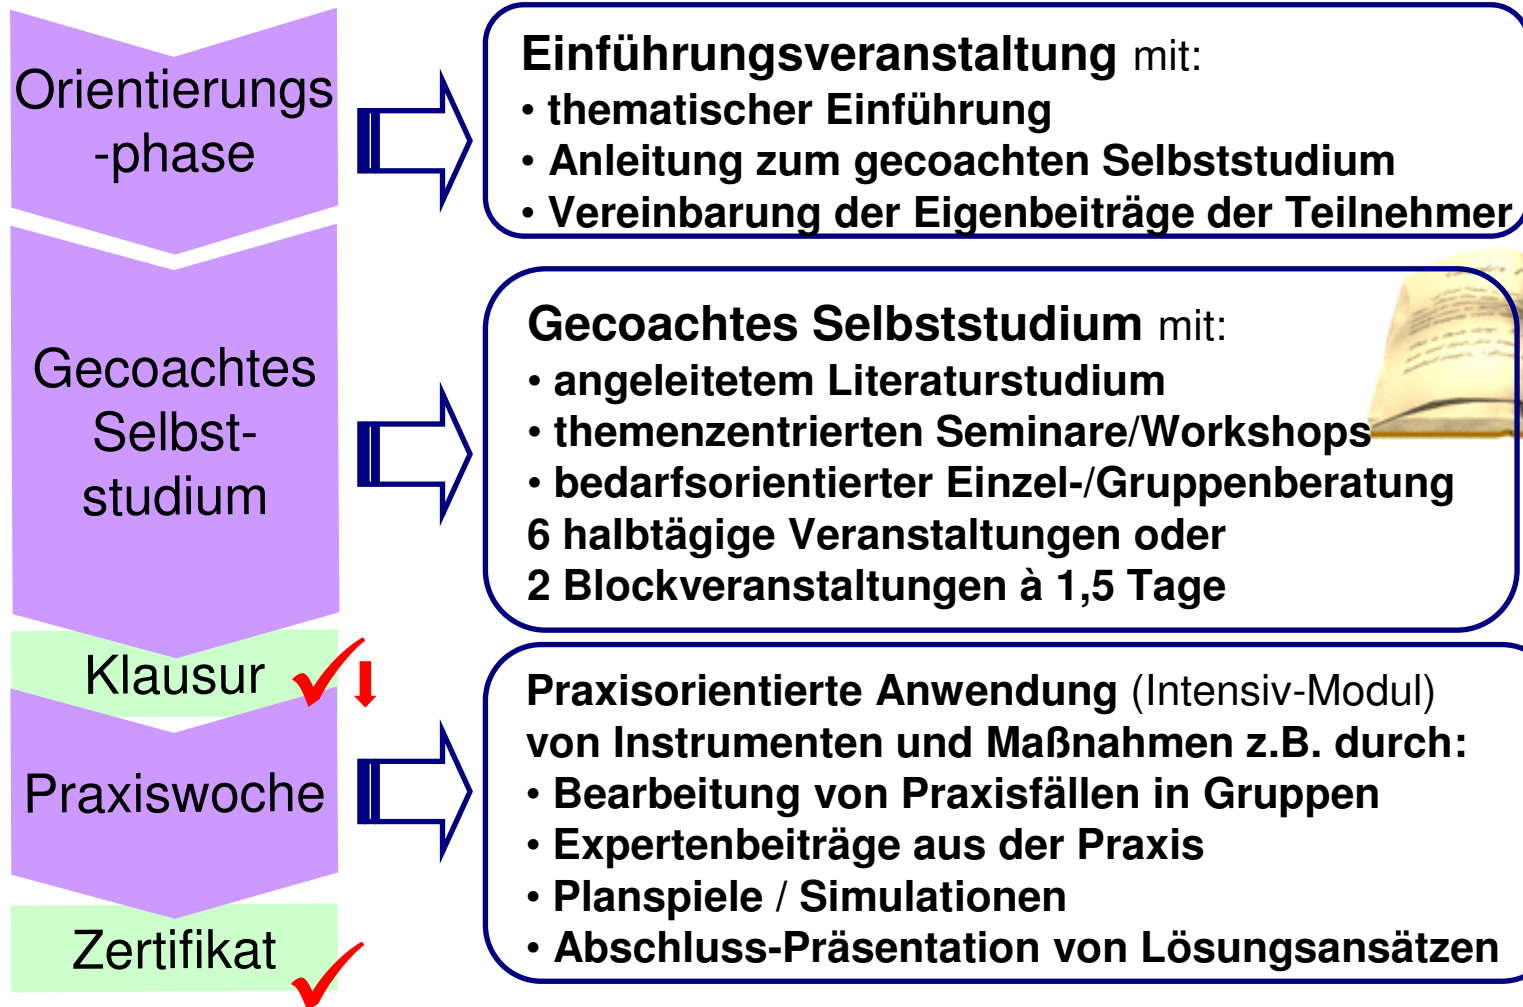 Orientierungs
-phase
Einführungsveranstaltung mit:
• thematischer Einführung
• Anleitung zum gecoachten Selbststudium
• Vereinbarung der Eigenbeiträge der Teilnehmer
Gecoachtes
Selbst-
studium
Gecoachtes Selbststudium mit:
• angeleitetem Literaturstudium
• themenzentrierten Seminare/Workshops
• bedarfsorientierter Einzel-/Gruppenberatung
6 halbtägige Veranstaltungen oder
2 Blockveranstaltungen à 1,5 Tage
Klausur
Praxiswoche
Praxisorientierte Anwendung (Intensiv-Modul)
von Instrumenten und Maßnahmen z.B. durch:
• Bearbeitung von Praxisfällen in Gruppen
• Expertenbeiträge aus der Praxis
• Planspiele / Simulationen
• Abschluss-Präsentation von Lösungsansätzen
Zertifikat